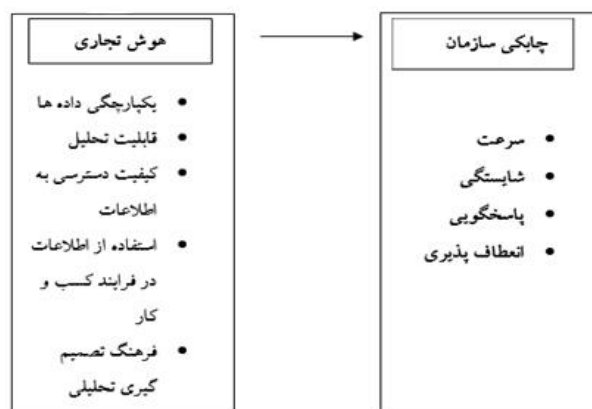 هوش تجاری
یکپارچگی داده ها
قابلیت تحلیل
کیفیت دسترسی به
اطلاعات
استفاده از اطلاعات
در فرایند کسب و
کار
فرهنگ تصمیم
گیری تحلیلی
چابکی سازمان
سرعت
شایستگی
پاسخگویی
انعطاف پذیری